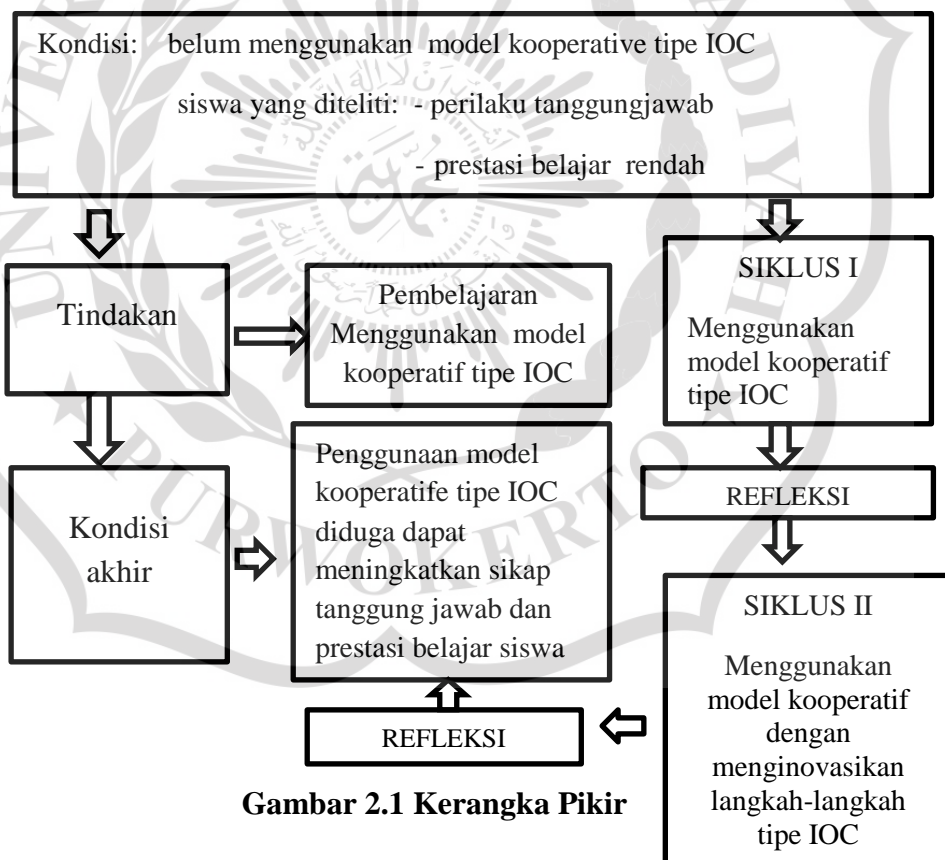 Kondisi: belum menggunakan model kooperative tipe IOC
siswa yang diteliti: - perilaku tanggungjawab
- prestasi belajar rendah
Tindakan
Pembelajaran
Menggunakan model
kooperatif tipe IOC
SIKLUS I
Menggunakan
model kooperatif
tipe IOC
Kondisi
akhir
Penggunaan model
kooperatife tipe IOC
diduga dapat
meningkatkan sikap
tanggung jawab dan
prestasi belajar siswa
REFLEKSI
SIKLUS II
Menggunakan
model kooperatif
dengan
menginovasikan
langkah-langkah
tipe IOC
REFLEKSI
Gambar 2.1 Kerangka Pikir
PURWOKERTO